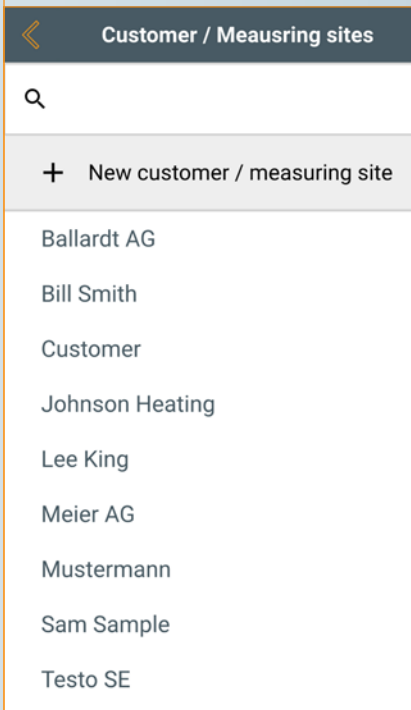 Customer / Meausring sites
New customer / measuring site
Ballardt AG
Bill Smith
Customer
Johnson Heating
Lee King
Meier AG
Mustermann
Sam Sample
Testo SE